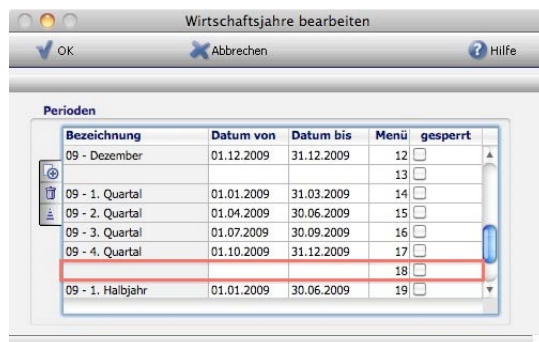 Wirtschaftsjahre bearbeiten
OK Abbrechen Hilfe
Perioden
Bezeichnung Datum von Datum bis Menü gesperrt
09 - Dezember 01.12.2009 31.12.2009 12
13
09 - 1. Quartal 01.01.2009 31.03.2009 14
09 - 2. Quartal 01.04.2009 30.06.2009 15
09 - 3. Quartal 01.07.2009 30.09.2009 16
09 - 4. Quartal 01.10.2009 31.12.2009 17
18
09 - 1. Halbjahr 01.01.2009 30.06.2009 19